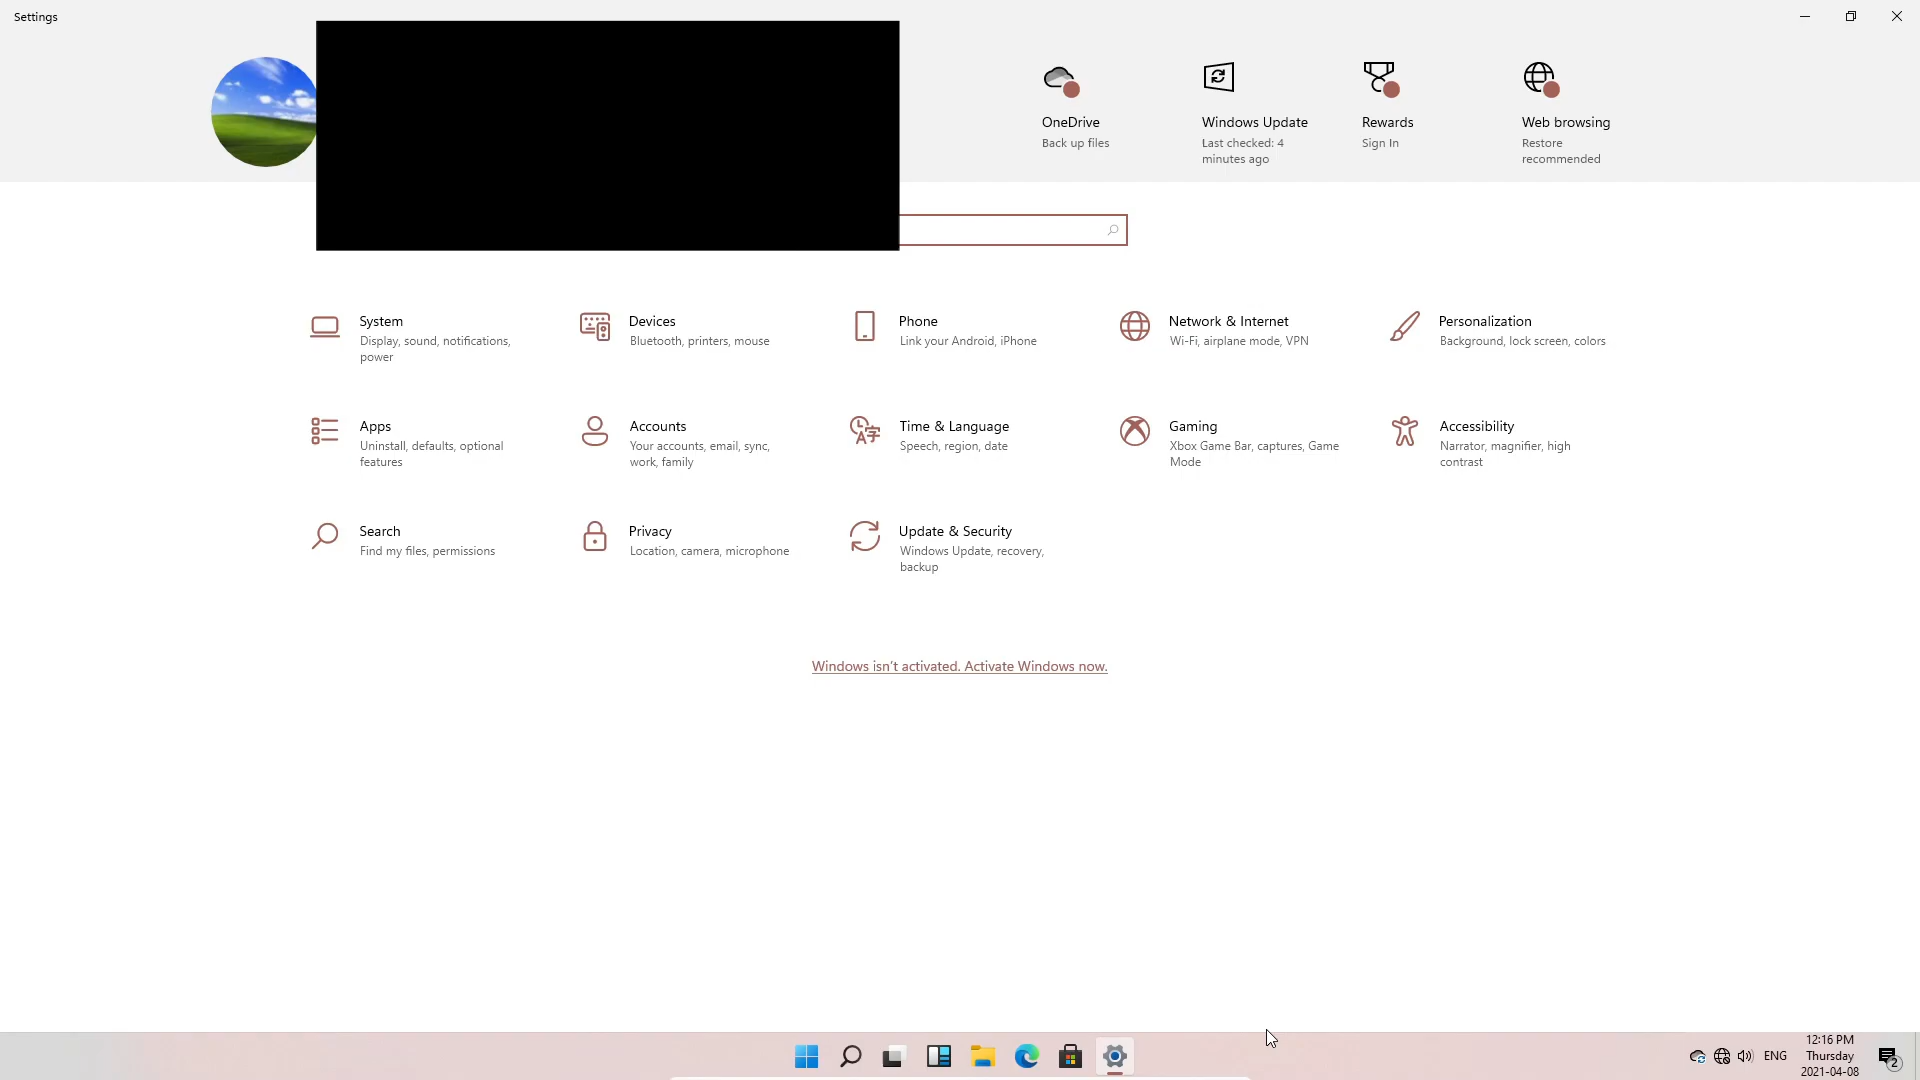 Settings
OneDrive
Back up files
Windows Update
Last checked: 4
minutes ago
Rewards
Sign In
Web browsing
Restore
recommended
System
Display, sound, notifications,
power
Devices
Bluetooth, printers, mouse
Phone
Link your Android, iPhone
Network & Internet
Wi-Fi, airplane mode, VPN
Personalization
Background, lock screen, colors
Apps
Uninstall, defaults, optional
features
Accounts
Your accounts, email, sync,
work, family
Time & Language
Speech, region, date
Gaming
Xbox Game Bar, captures, Game
Mode
Accessibility
Narrator, magnifier, high
contrast
Search
Find my files, permissions
Privacy
Location, camera, microphone
Update & Security
Windows Update, recovery,
backup
Windows isn't activated. Activate Windows now.
ENG
12:16 PM
Thursday
2021-04-08
2